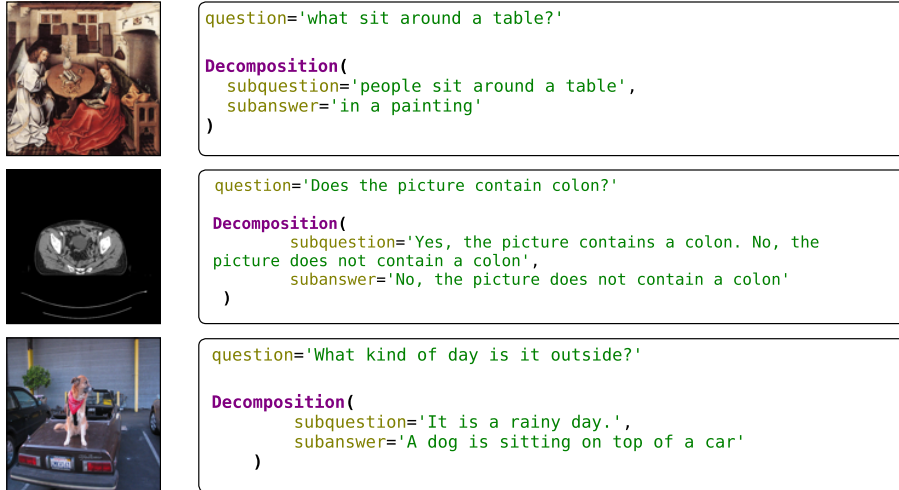 question='what sit around a table?'
Decomposition(
subquestion='people sit around a table',
subanswer='in a painting'
)
question='Does the picture contain colon?'
Decomposition(
subquestion='Yes, the picture contains a colon. No, the
picture does not contain a colon',
subanswer='No, the picture does not contain a colon'
)
question='What kind of day is it outside?'
Decomposition(
subquestion='It is a rainy day.',
subanswer='A dog is sitting on top of a car'
)